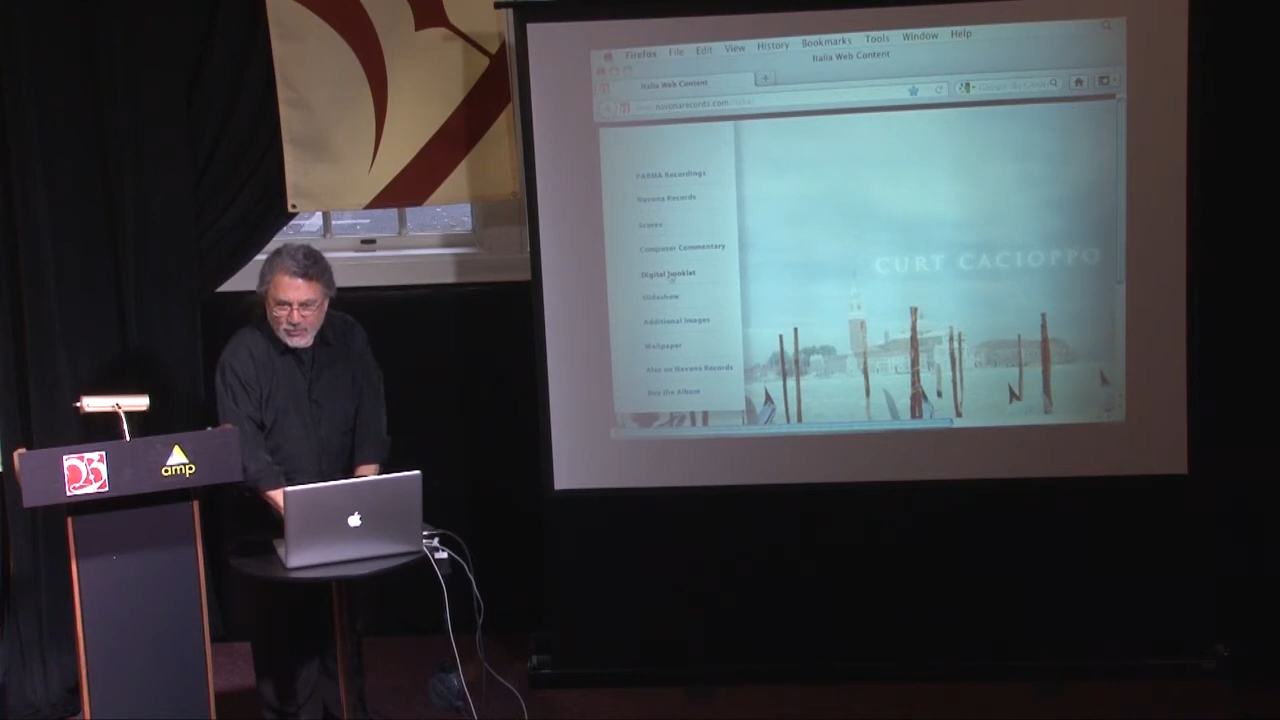 Firefox File Edit View History Bookmarks Tools Window Help
Italia Web Content
Italia Web Content
navonarecords.com
PARMA Recordings
Navona Records
Scores
Composer Commentary
Digital Booklet
Slideshow
Additional Images
Wallpaper
Also on Navona Records
Buy the Album
CURT CACIOPPO
amp